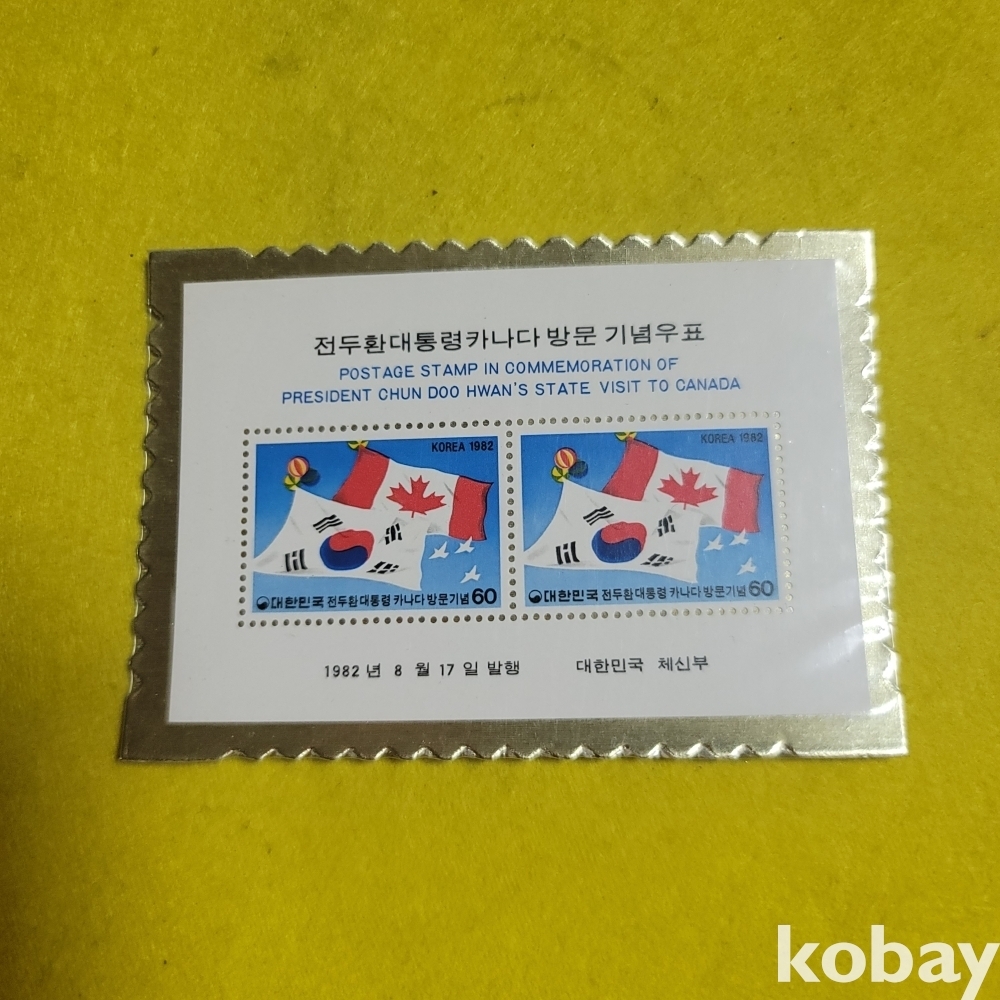 전두환대통령카나다 방문 기념우표
POSTAGE STAMP IN COMMEMORATION OF
PRESIDENT CHUN DOO HWAN'S STATE VISIT TO CANADA
KOREA 1982
대한민국 전두환 대통령 카나다 방문기념 60
KOREA 1982
대한민국 전두환 대통령 카나다 방문기념 60
1982 년 8 월 17 일 발행 대한민국 체신부
kobay